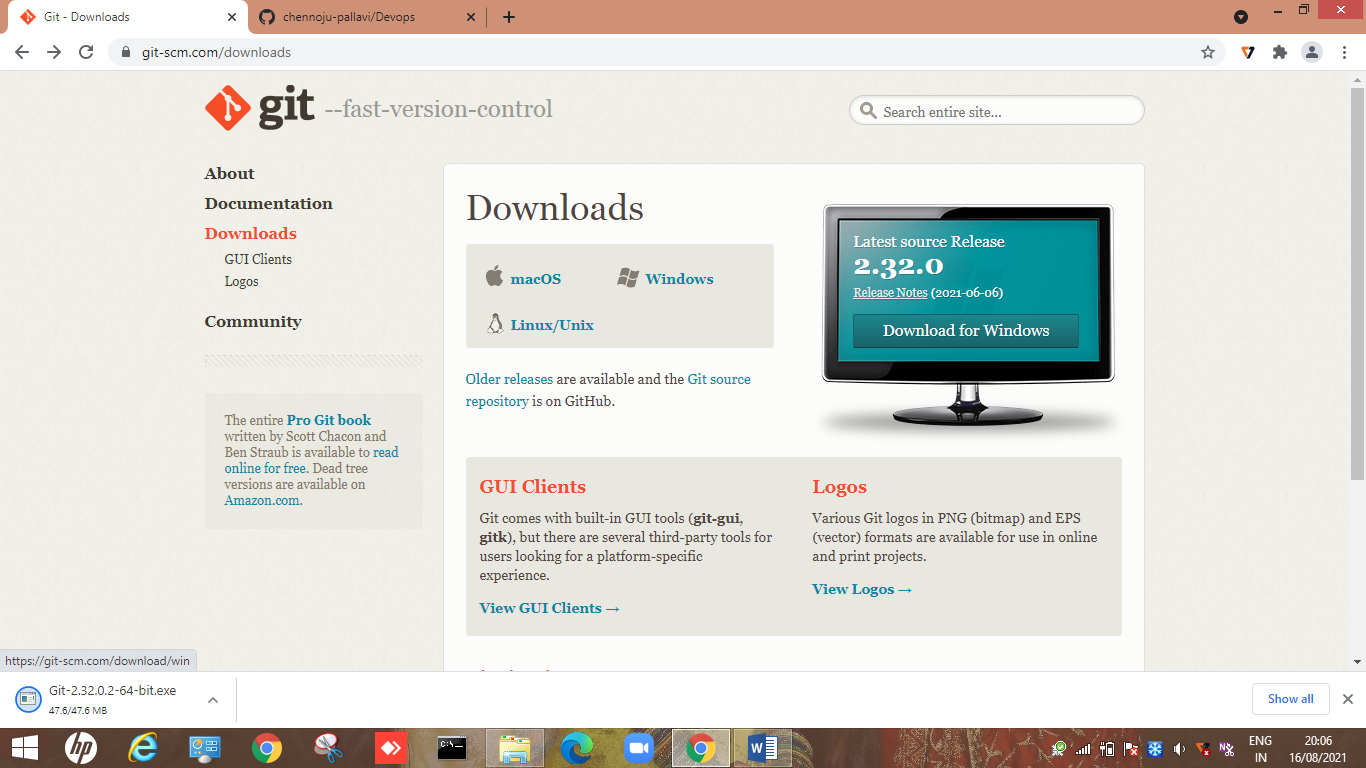 Git - Downloads
chennoju-pallavi/Devops
git-scm.com/downloads
git --fast-version-control
Search entire site...
About
Documentation
Downloads
GUI Clients
Logos
Community
The entire Pro Git book
written by Scott Chacon and
Ben Straub is available to read
online for free. Dead tree
versions are available on
Amazon.com.
Downloads
macOS
Windows
Linux/Unix
Older releases are available and the Git source
repository is on GitHub.
Latest source Release
2.32.0
Release Notes (2021-06-06)
Download for Windows
GUI Clients
Git comes with built-in GUI tools (git-gui,
gitk), but there are several third-party tools for
users looking for a platform-specific
experience.
View GUI Clients →
Logos
Various Git logos in PNG (bitmap) and EPS
(vector) formats are available for use in online
and print projects.
View Logos →
https://git-scm.com/download/win
Git-2.32.0.2-64-bit.exe
47.6/47.6 MB
Show all
hp
C:\
ENG
IN
20:06
16/08/2021